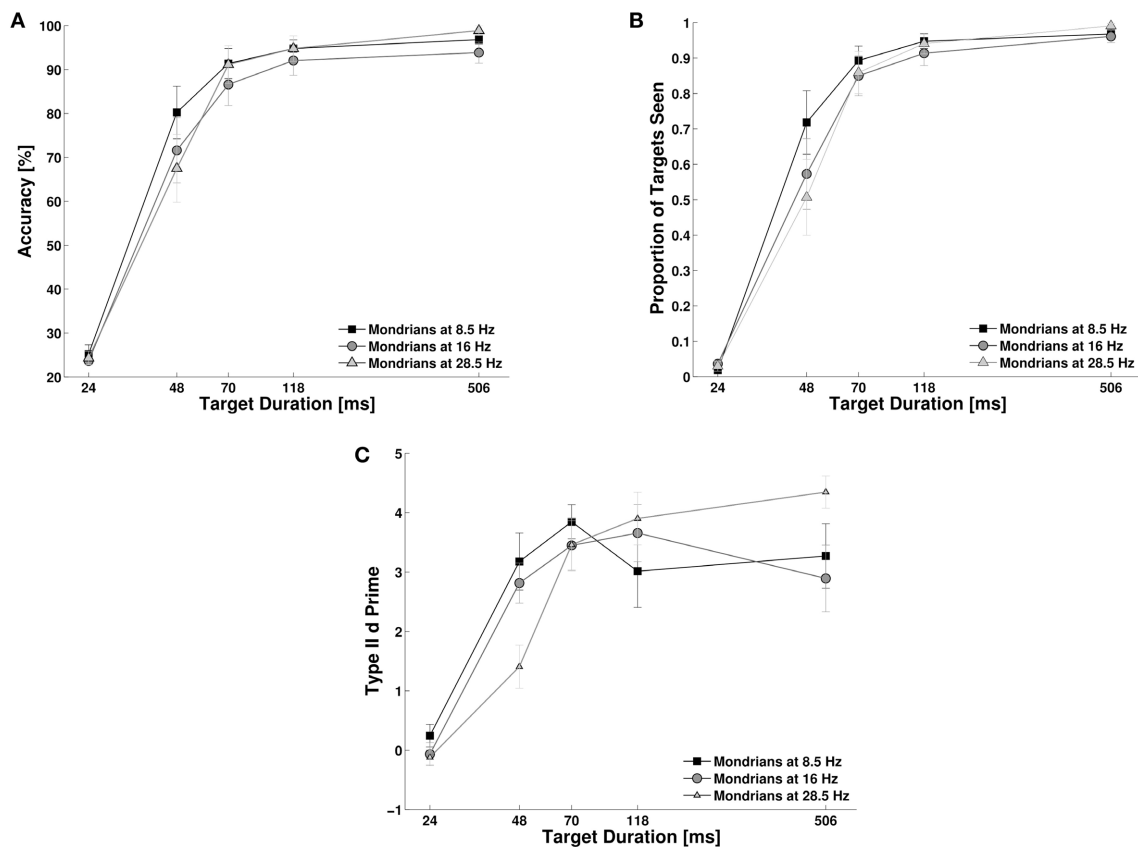 A
100
90
80
70
60
50
40
30
20
Accuracy [%]
24 48 70 118 506
Target Duration [ms]
Mondrians at 8.5 Hz
Mondrians at 16 Hz
Mondrians at 28.5 Hz
B
1
0.9
0.8
0.7
0.6
0.5
0.4
0.3
0.2
0.1
0
Proportion of Targets Seen
24 48 70 118 506
Target Duration [ms]
Mondrians at 8.5 Hz
Mondrians at 16 Hz
Mondrians at 28.5 Hz
C
5
4
3
2
1
0
−1
Type II d Prime
24 48 70 118 506
Target Duration [ms]
Mondrians at 8.5 Hz
Mondrians at 16 Hz
Mondrians at 28.5 Hz